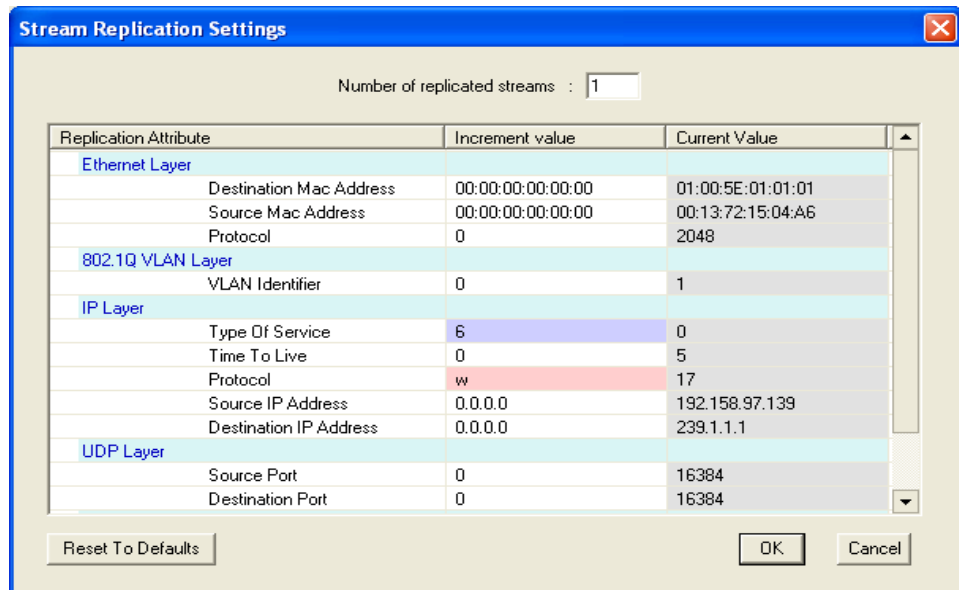 Stream Replication Settings
Number of replicated streams : 1
Replication Attribute Increment value Current Value
Ethernet Layer
Destination Mac Address 00:00:00:00:00:00 01:00:5E:01:01:01
Source Mac Address 00:00:00:00:00:00 00:13:72:15:04:A6
Protocol 0 2048
802.1Q VLAN Layer
VLAN Identifier 0 1
IP Layer
Type Of Service 6 0
Time To Live 0 5
Protocol w 17
Source IP Address 0.0.0.0 192.158.97.139
Destination IP Address 0.0.0.0 239.1.1.1
UDP Layer
Source Port 0 16384
Destination Port 0 16384
Reset To Defaults OK Cancel